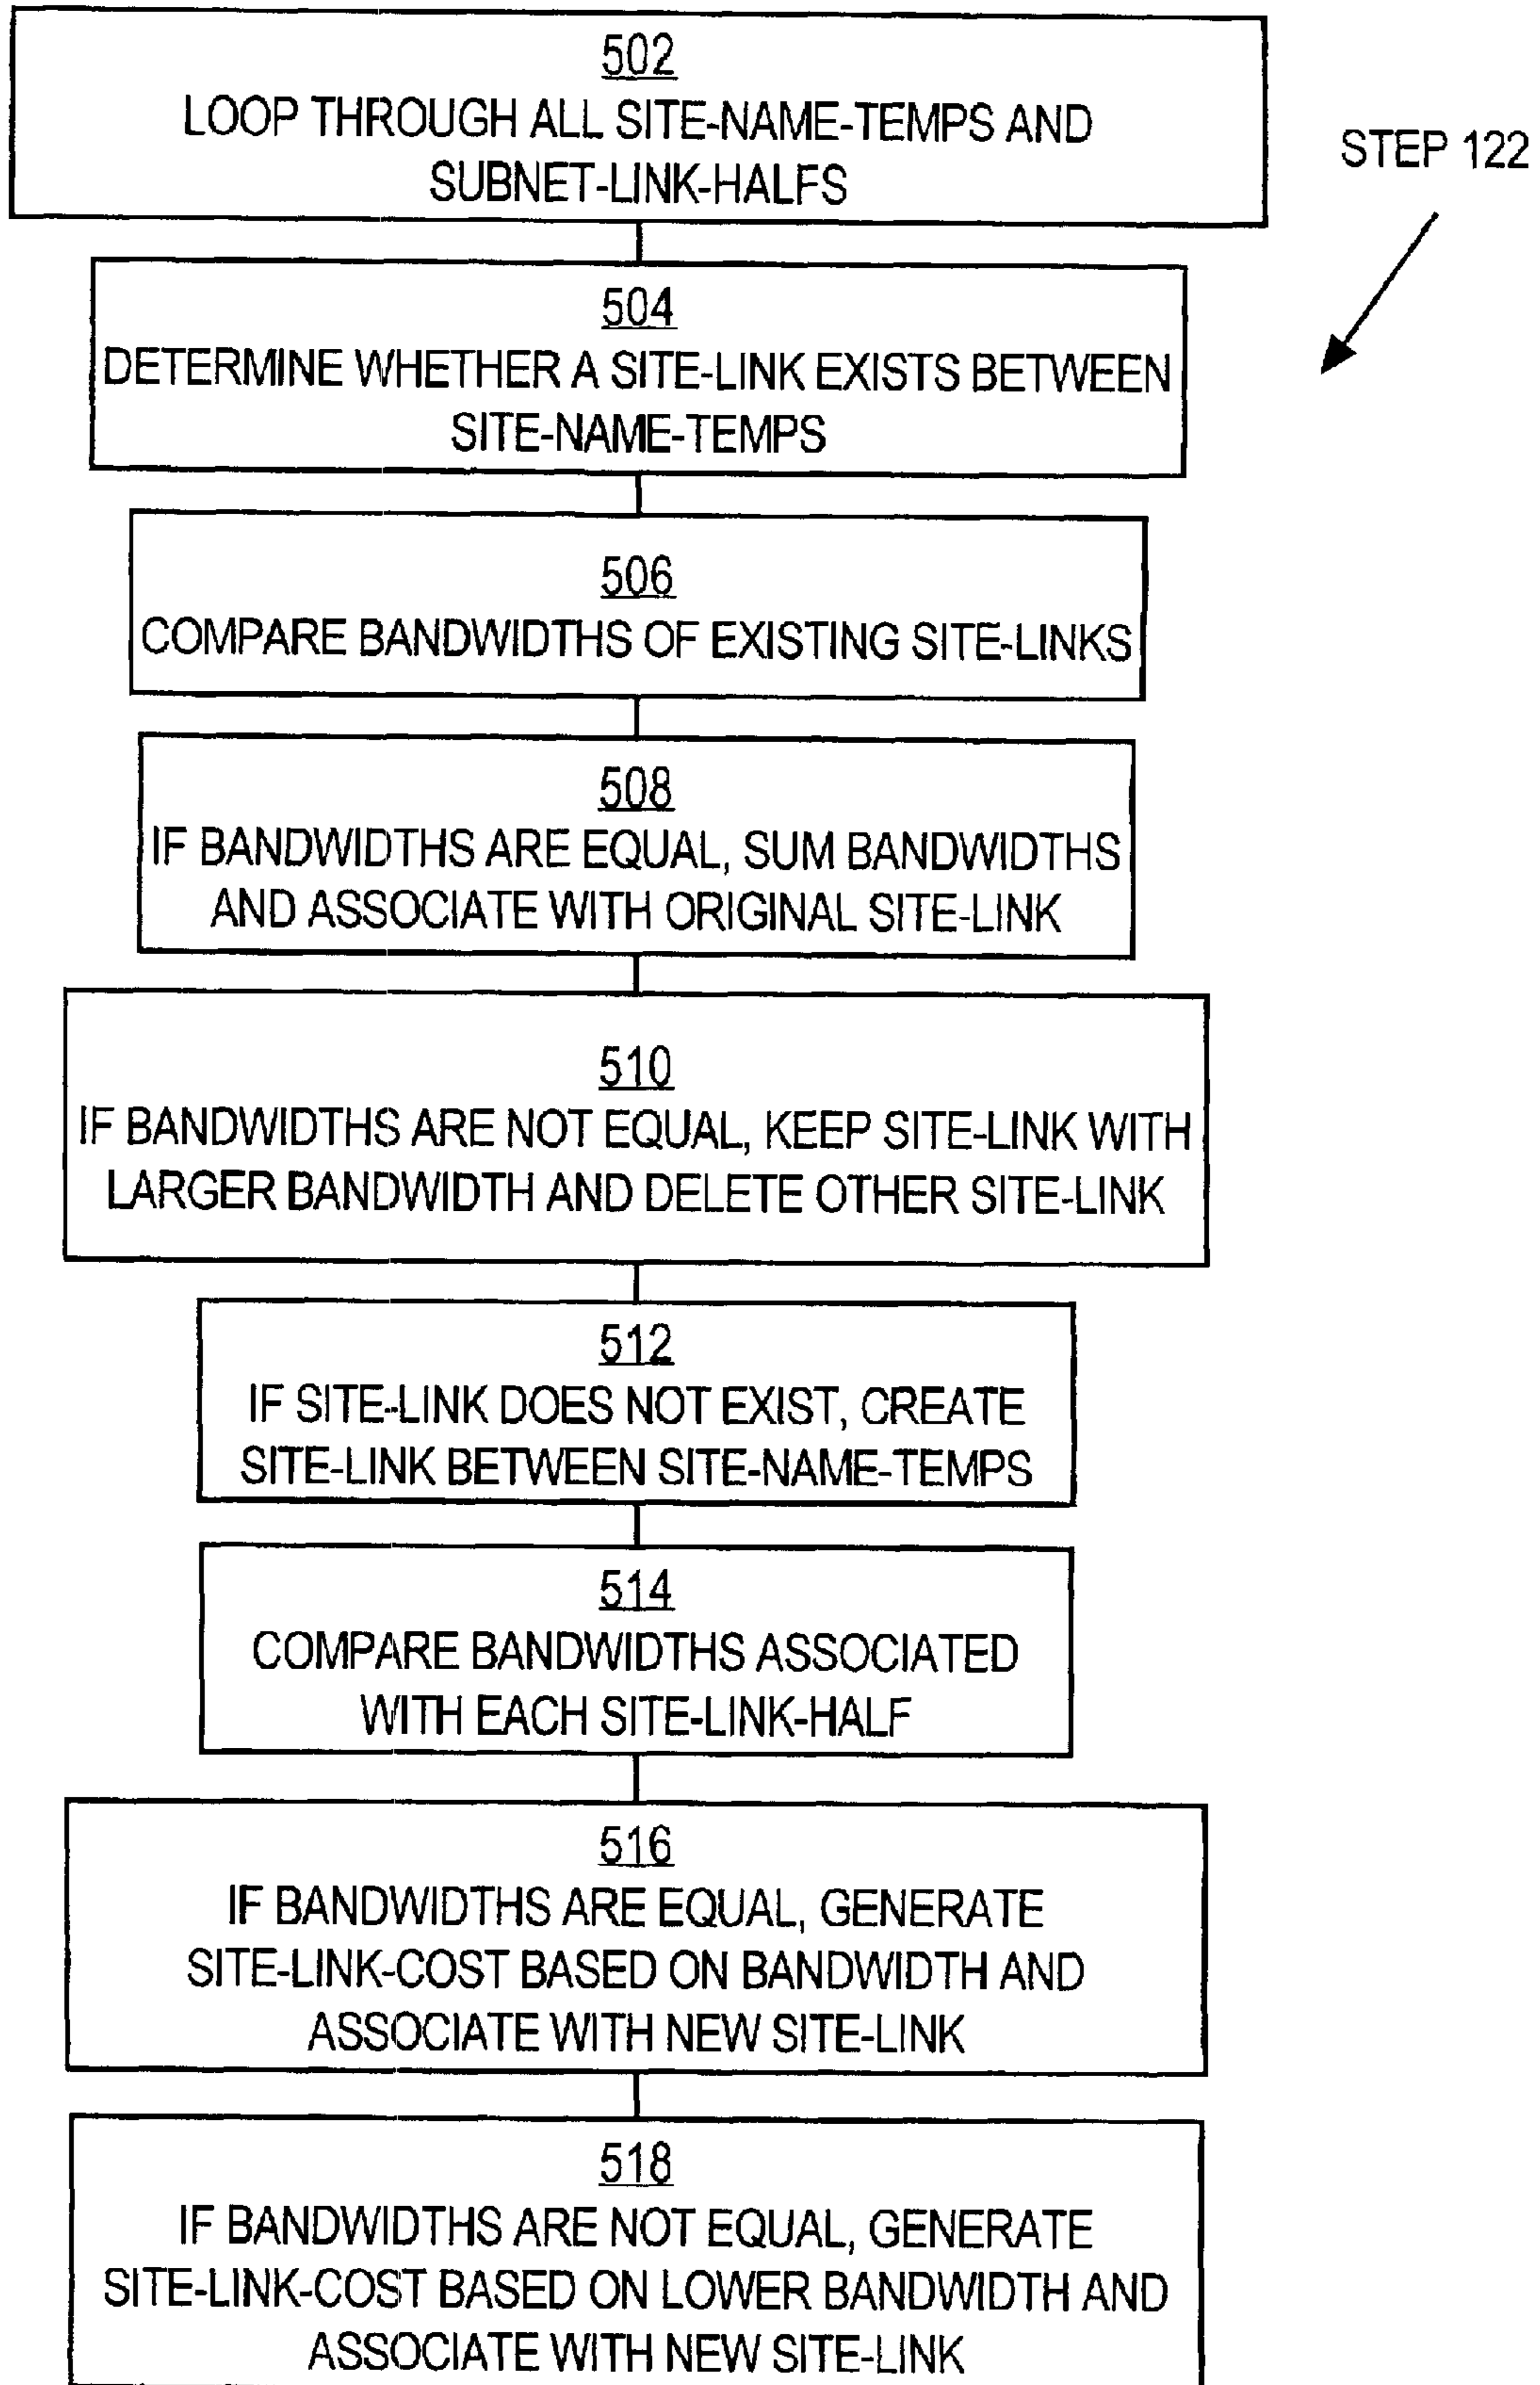 502
LOOP THROUGH ALL SITE-NAME-TEMPS AND
SUBNET-LINK-HALFS
STEP 122
504
DETERMINE WHETHER A SITE-LINK EXISTS BETWEEN
SITE-NAME-TEMPS
506
COMPARE BANDWIDTHS OF EXISTING SITE-LINKS
508
IF BANDWIDTHS ARE EQUAL, SUM BANDWIDTHS
AND ASSOCIATE WITH ORIGINAL SITE-LINK
510
IF BANDWIDTHS ARE NOT EQUAL, KEEP SITE-LINK WITH
LARGER BANDWIDTH AND DELETE OTHER SITE-LINK
512
IF SITE-LINK DOES NOT EXIST, CREATE
SITE-LINK BETWEEN SITE-NAME-TEMPS
514
COMPARE BANDWIDTHS ASSOCIATED
WITH EACH SITE-LINK-HALF
516
IF BANDWIDTHS ARE EQUAL, GENERATE
SITE-LINK-COST BASED ON BANDWIDTH AND
ASSOCIATE WITH NEW SITE-LINK
518
IF BANDWIDTHS ARE NOT EQUAL, GENERATE
SITE-LINK-COST BASED ON LOWER BANDWIDTH AND
ASSOCIATE WITH NEW SITE-LINK